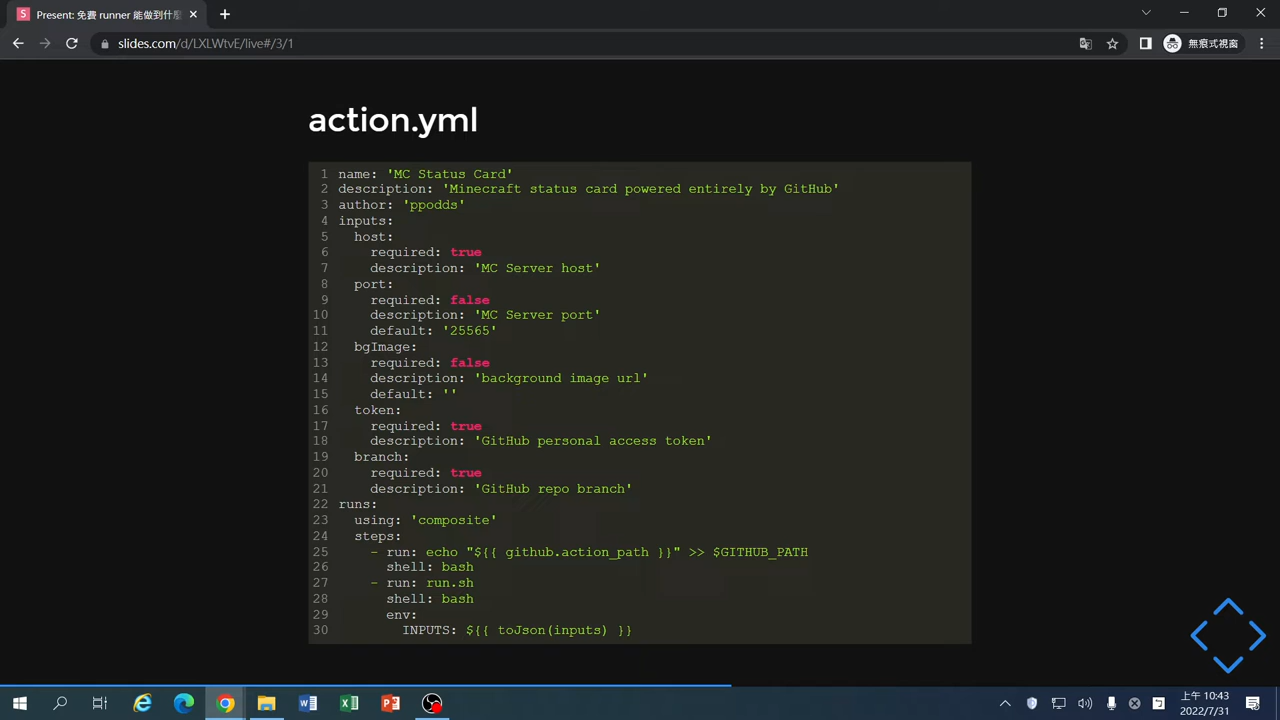 Present: 免費 runner 能做到什麼
slides.com/d/LXLWtvE/live#/3/1
無痕式視窗
action.yml
1 name: 'MC Status Card'
2 description: 'Minecraft status card powered entirely by GitHub'
3 author: 'ppodds'
4 inputs:
5 host:
6 required: true
7 description: 'MC Server host'
8 port:
9 required: false
10 description: 'MC Server port'
11 default: '25565'
12 bgImage:
13 required: false
14 description: 'background image url'
15 default: ''
16 token:
17 required: true
18 description: 'GitHub personal access token'
19 branch:
20 required: true
21 description: 'GitHub repo branch'
22 runs:
23 using: 'composite'
24 steps:
25 - run: echo "${{ github.action_path }}" >> $GITHUB_PATH
26 shell: bash
27 - run: run.sh
28 shell: bash
29 env:
30 INPUTS: ${{ toJson(inputs) }}
上午 10:43
2022/7/31